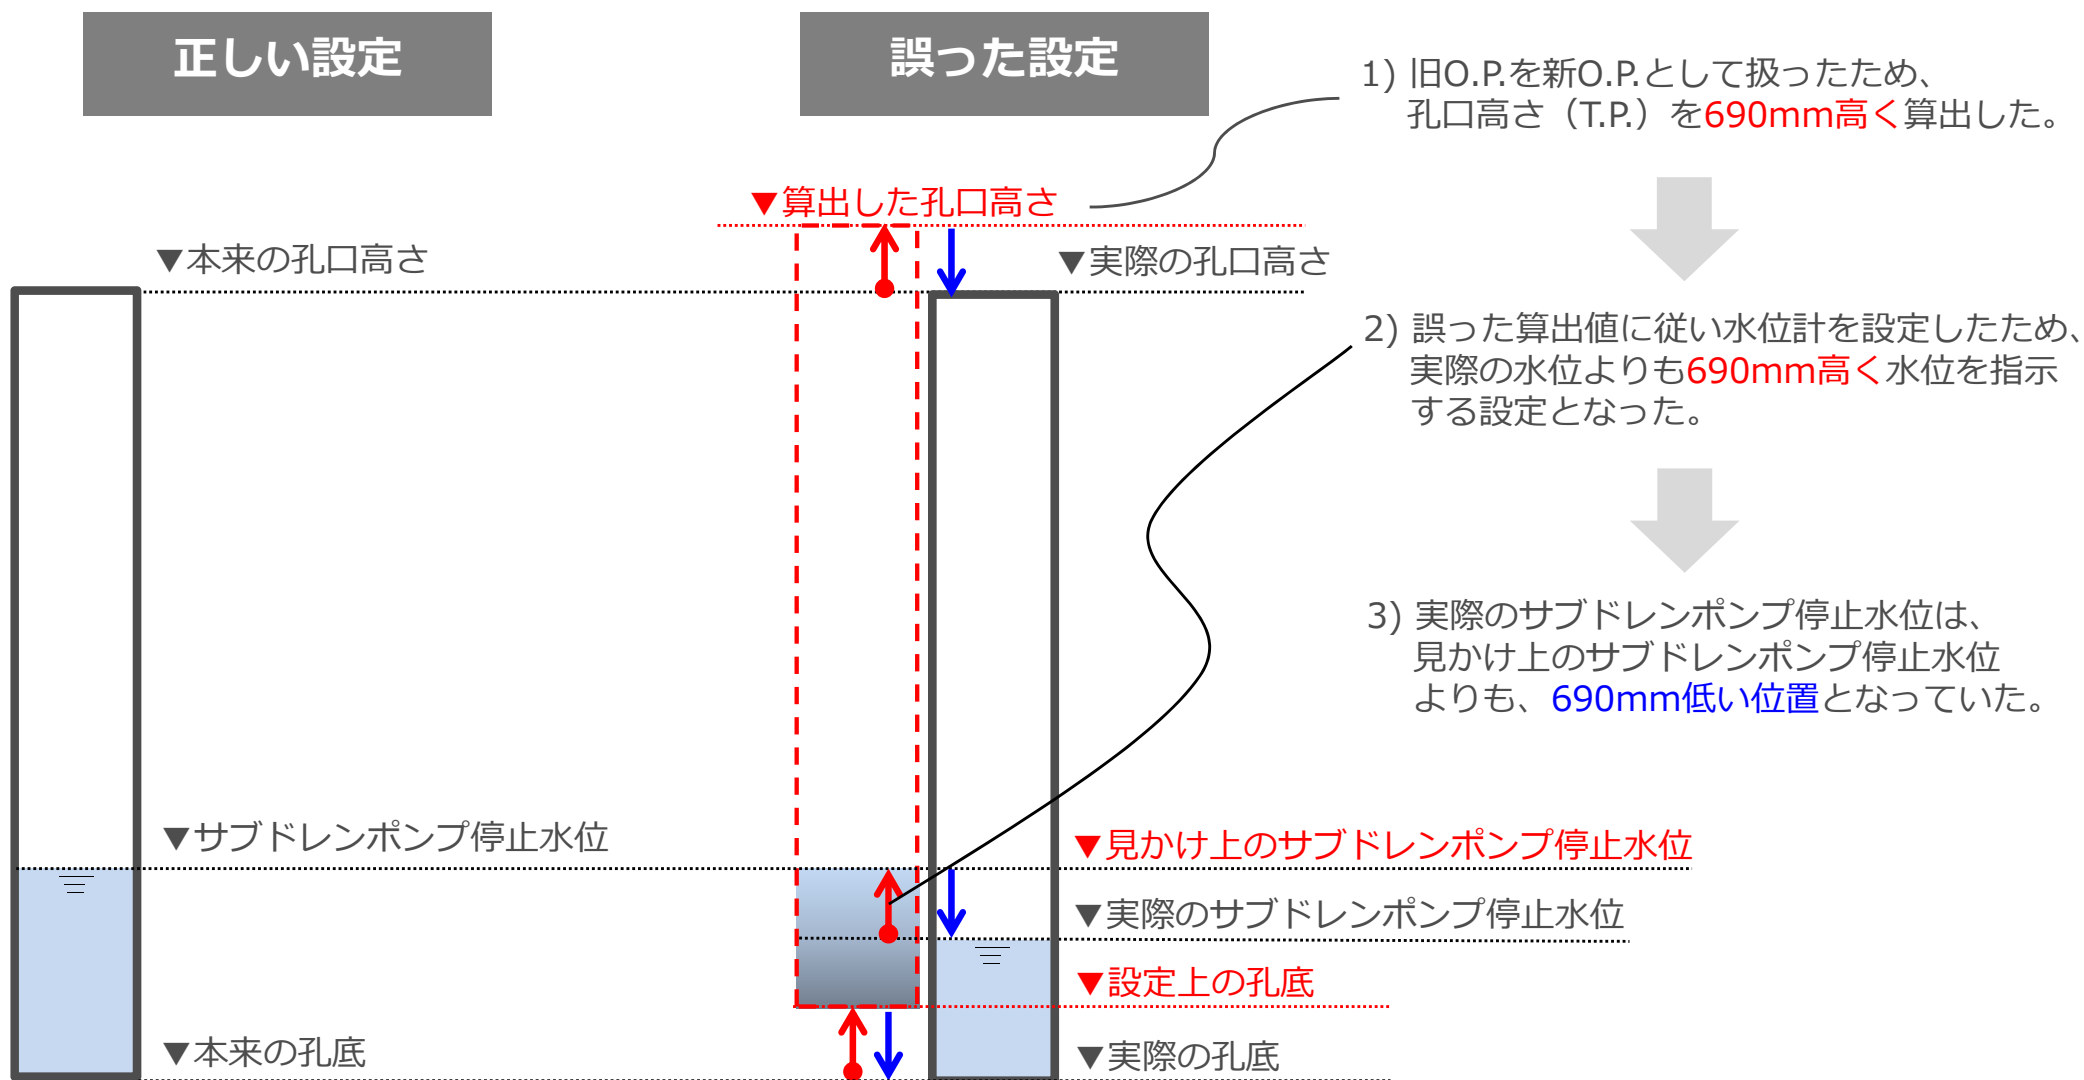 正しい設定
誤った設定
1) 旧O.P.を新O.P.として扱ったため、
孔口高さ（T.P.）を690mm高く算出した。
▼算出した孔口高さ
▼本来の孔口高さ
▼実際の孔口高さ
2) 誤った算出値に従い水位計を設定したため、
実際の水位よりも690mm高く水位を指示
する設定となった。
3) 実際のサブドレンポンプ停止水位は、
見かけ上のサブドレンポンプ停止水位
よりも、690mm低い位置となっていた。
▼サブドレンポンプ停止水位
▼見かけ上のサブドレンポンプ停止水位
▼実際のサブドレンポンプ停止水位
▼設定上の孔底
▼本来の孔底
▼実際の孔底